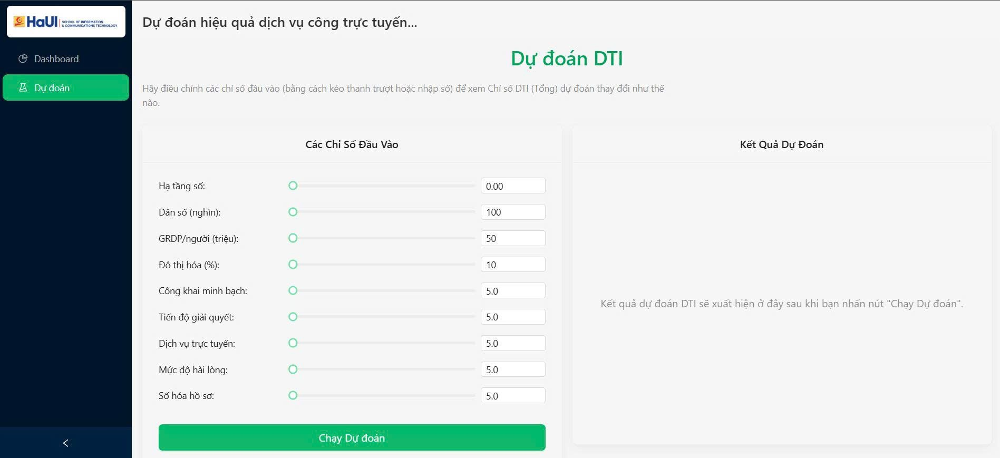 HaUI SCHOOL OF INFORMATION
& COMMUNICATIONS TECHNOLOGY
Dashboard
Dự đoán
Dự đoán hiệu quả dịch vụ công trực tuyến...
Dự đoán DTI
Hãy điều chỉnh các chỉ số đầu vào (bằng cách kéo thanh trượt hoặc nhập số) để xem Chỉ số DTI (Tổng) dự đoán thay đổi như thế
nào.
Các Chỉ Số Đầu Vào
Hạ tầng số: 0.00
Dân số (nghìn): 100
GRDP/người (triệu): 50
Đô thị hóa (%): 10
Công khai minh bạch: 5.0
Tiến độ giải quyết: 5.0
Dịch vụ trực tuyến: 5.0
Mức độ hài lòng: 5.0
Số hóa hồ sơ: 5.0
Chạy Dự đoán
Kết Quả Dự Đoán
Kết quả dự đoán DTI sẽ xuất hiện ở đây sau khi bạn nhấn nút "Chạy Dự đoán".